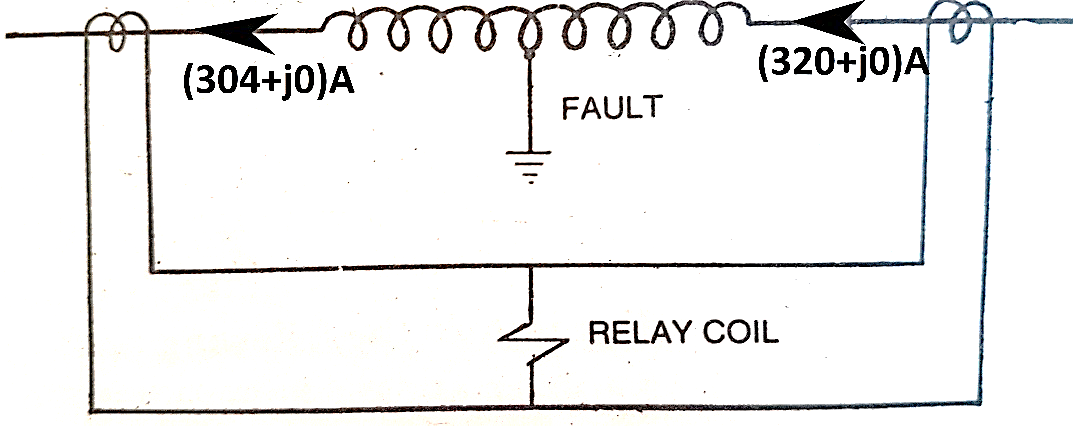 (304+j0)A
(320+j0)A
FAULT
RELAY COIL